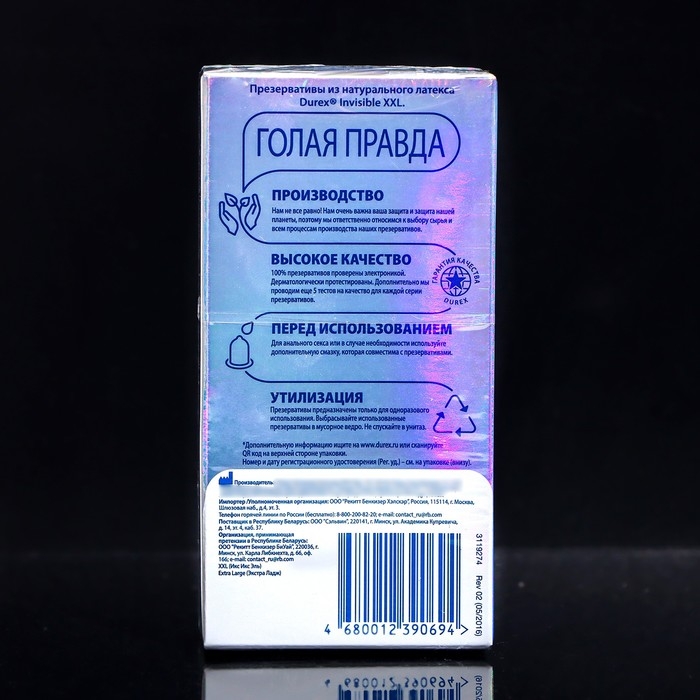 Презервативы из натурального латекса
Durex® Invisible XXL.
ГОЛАЯ ПРАВДА
ПРОИЗВОДСТВО
Нам не все равно! Нам очень важна ваша защита и защита нашей
планеты, поэтому мы ответственно относимся к выбору сырья и
всем процессам производства наших презервативов.
ВЫСОКОЕ КАЧЕСТВО
100% презервативов проверены электроникой.
Дерматологически протестированы. Дополнительно мы
проводим еще 5 тестов на качество для каждой серии
презервативов.
ГАРАНТИЯ КАЧЕСТВА
DUREX
ПЕРЕД ИСПОЛЬЗОВАНИЕМ
Для анального секса или в случае необходимости используйте
дополнительную смазку, которая совместима с презервативами.
УТИЛИЗАЦИЯ
Презервативы предназначены только для одноразового
использования. Выбрасывайте использованные
презервативы в мусорное ведро. Не спускайте в унитаз.
*Дополнительную информацию ищите на www.durex.ru или сканируйте
QR код на верхней стороне упаковки.
Номер и дату регистрационного удостоверения (Рег. уд.) – см. на упаковке (внизу).
Производитель:
Импортер /Уполномоченная организация: ООО "Рекитт Бенкизер Хэлскэр", Россия, 115114, г. Москва,
Шлюзовая наб., д.4, эт. 3.
Телефон горячей линии по России (бесплатно): 8-800-200-82-20; e-mail: contact_ru@rb.com
Поставщик в Республику Беларусь: ООО "Сэльвин", 220141, г. Минск, ул. Академика Купревича,
д. 14, эт. 4, каб. 37.
Организация, принимающая
претензии в Республике Беларусь:
ООО "Рекитт Бенкизер БиУай", 220036, г.
Минск, ул. Карла Либкнехта, д. 66, оф.
166; e-mail: contact_ru@rb.com
XXL (Икс Икс Эль)
Extra Large (Экстра Ладж)
4 680012 390694 >
3119274 Rev 02 (05/2016)